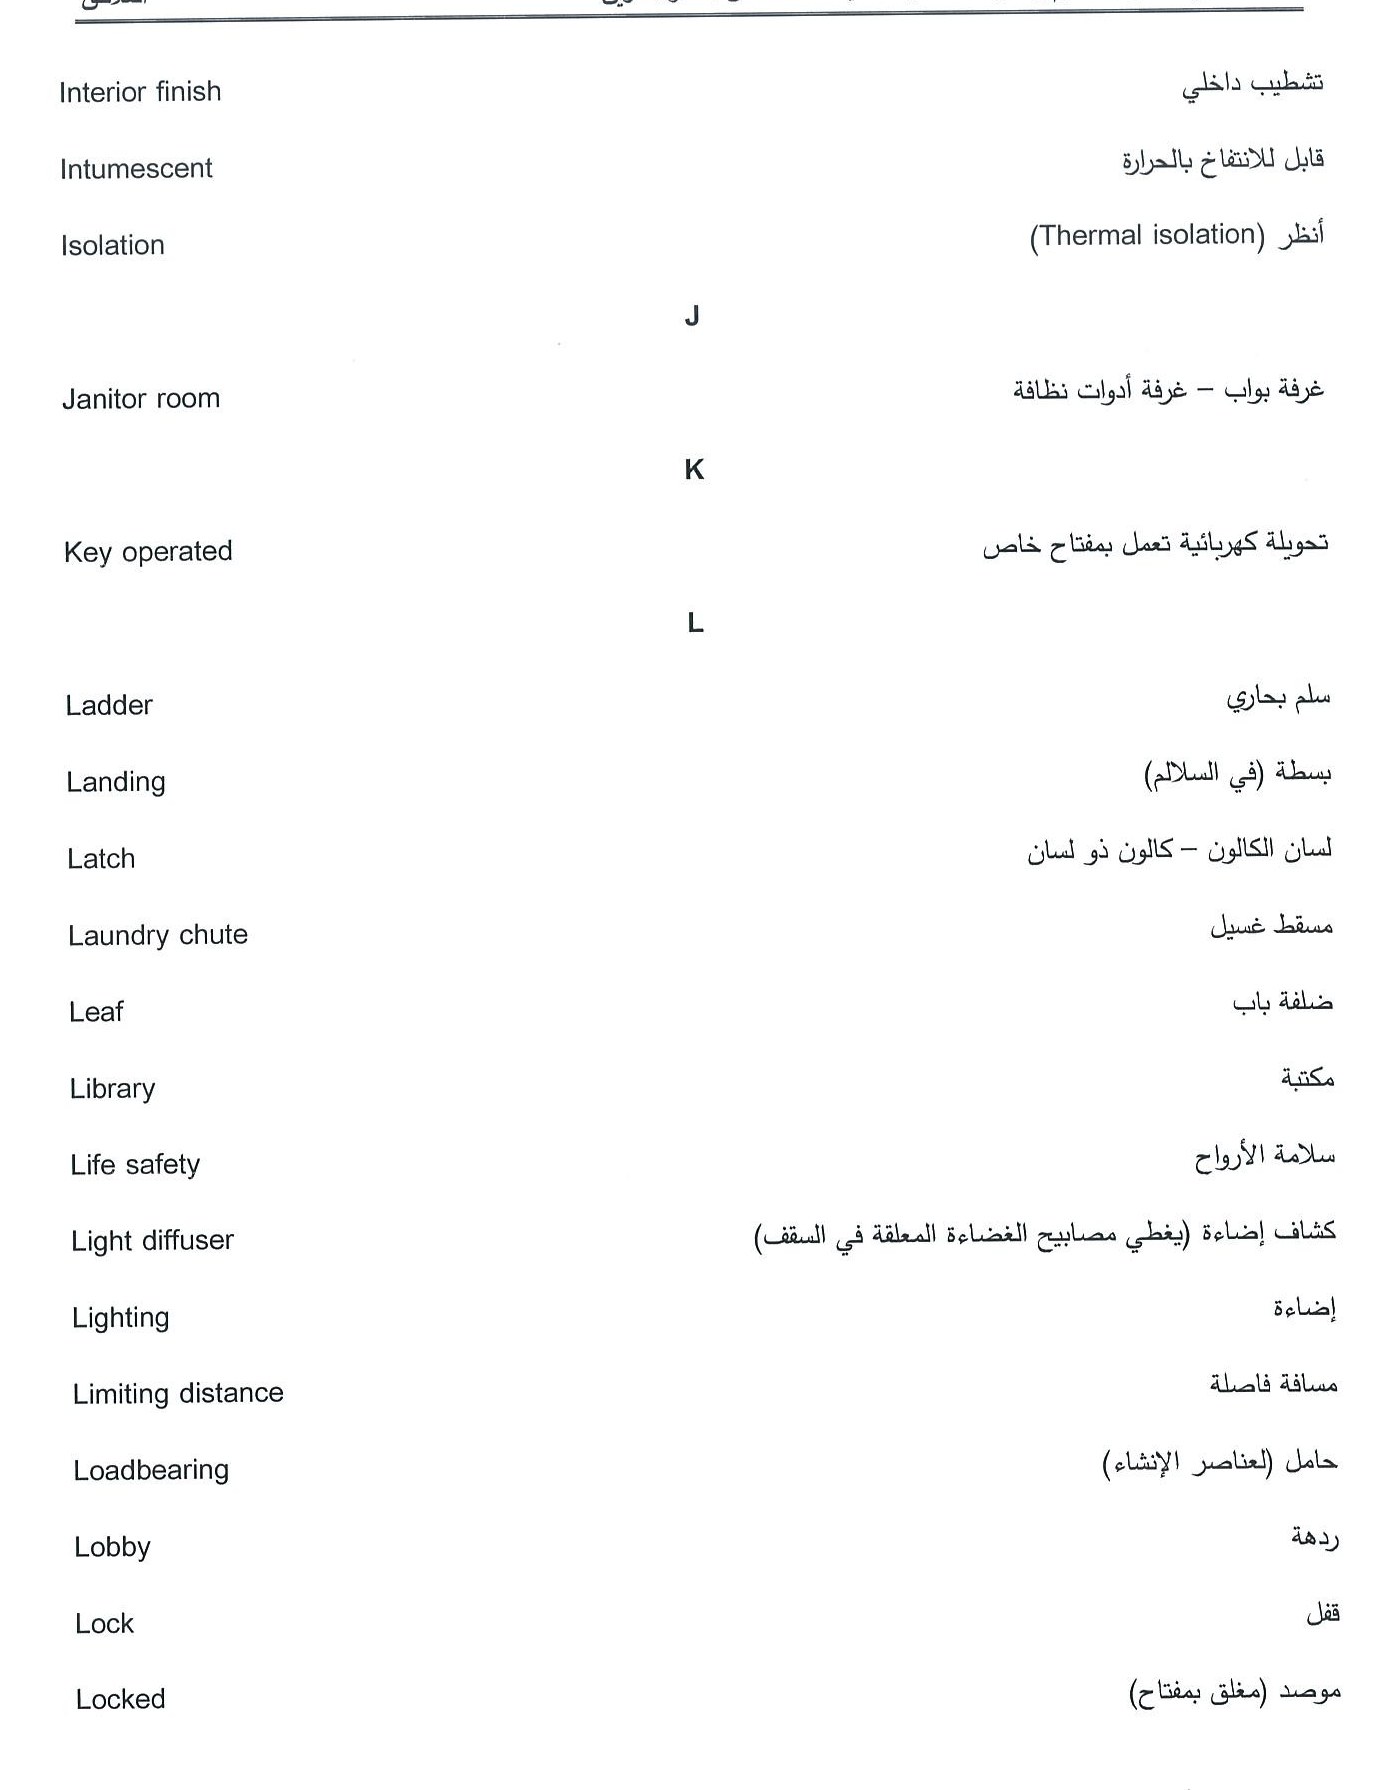 Interior finish تشطيب داخلي
Intumescent قابل للانتفاخ بالحرارة
Isolation أنظر (Thermal isolation)
J
Janitor room غرفة بواب – غرفة أدوات نظافة
K
Key operated تحويلة كهربائية تعمل بمفتاح خاص
L
Ladder سلم بحاري
Landing بسطة (في السلالم)
Latch لسان الكالون – كالون ذو لسان
Laundry chute مسقط غسيل
Leaf ضلفة باب
Library مكتبة
Life safety سلامة الأرواح
Light diffuser كشاف إضاءة (يغطي مصابيح الغضاءة المعلقة في السقف)
Lighting إضاءة
Limiting distance مسافة فاصلة
Loadbearing حامل (لعناصر الإنشاء)
Lobby ردهة
Lock قفل
Locked موصد (مغلق بمفتاح)